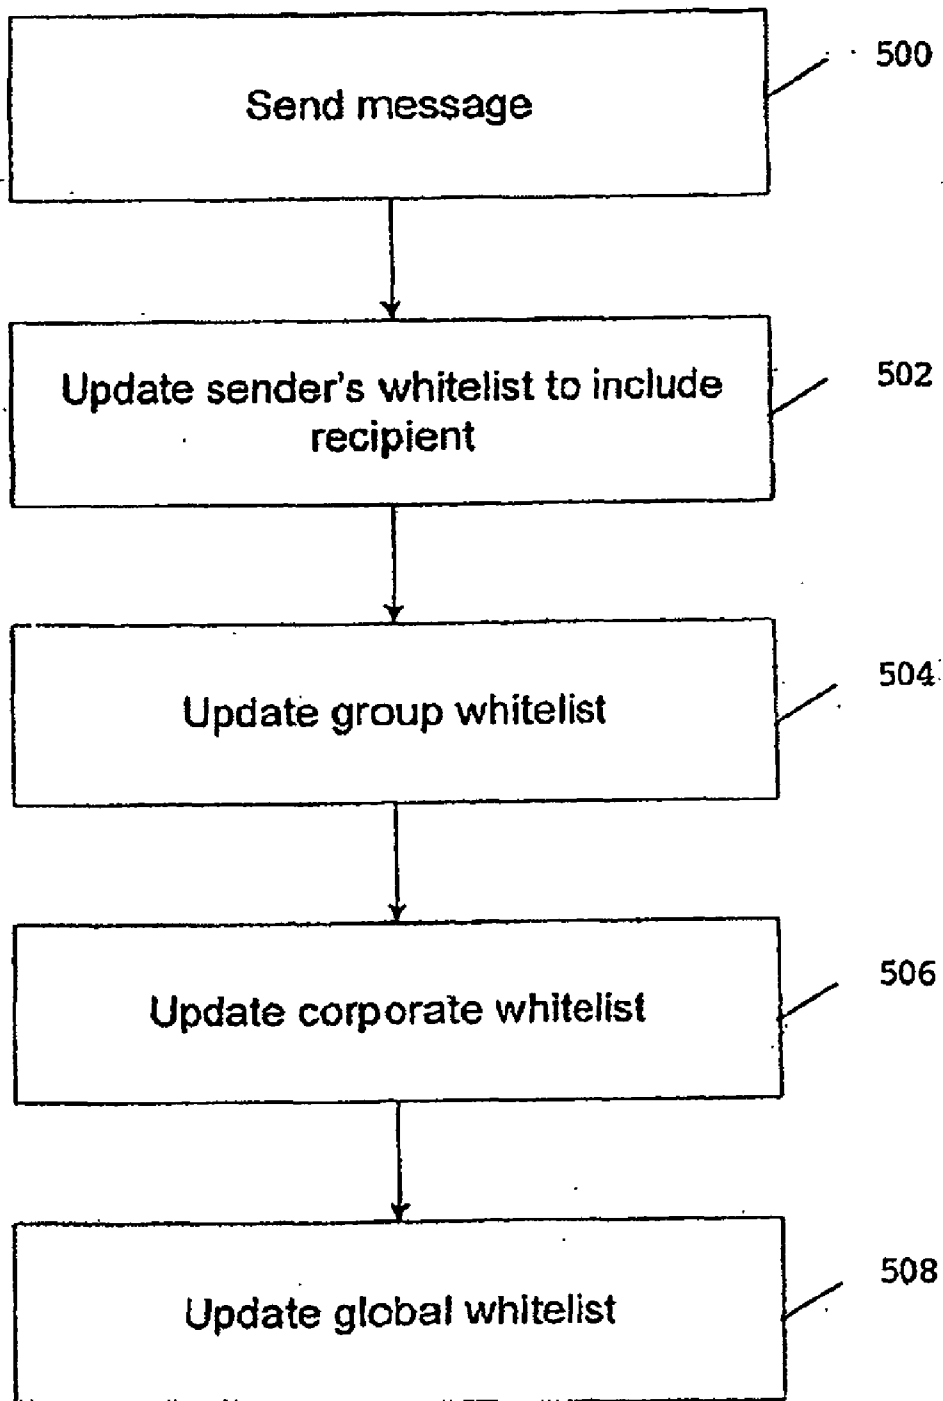 500
Send message
502
Update sender's whitelist to include
recipient
504
Update group whitelist
506
Update corporate whitelist
508
Update global whitelist